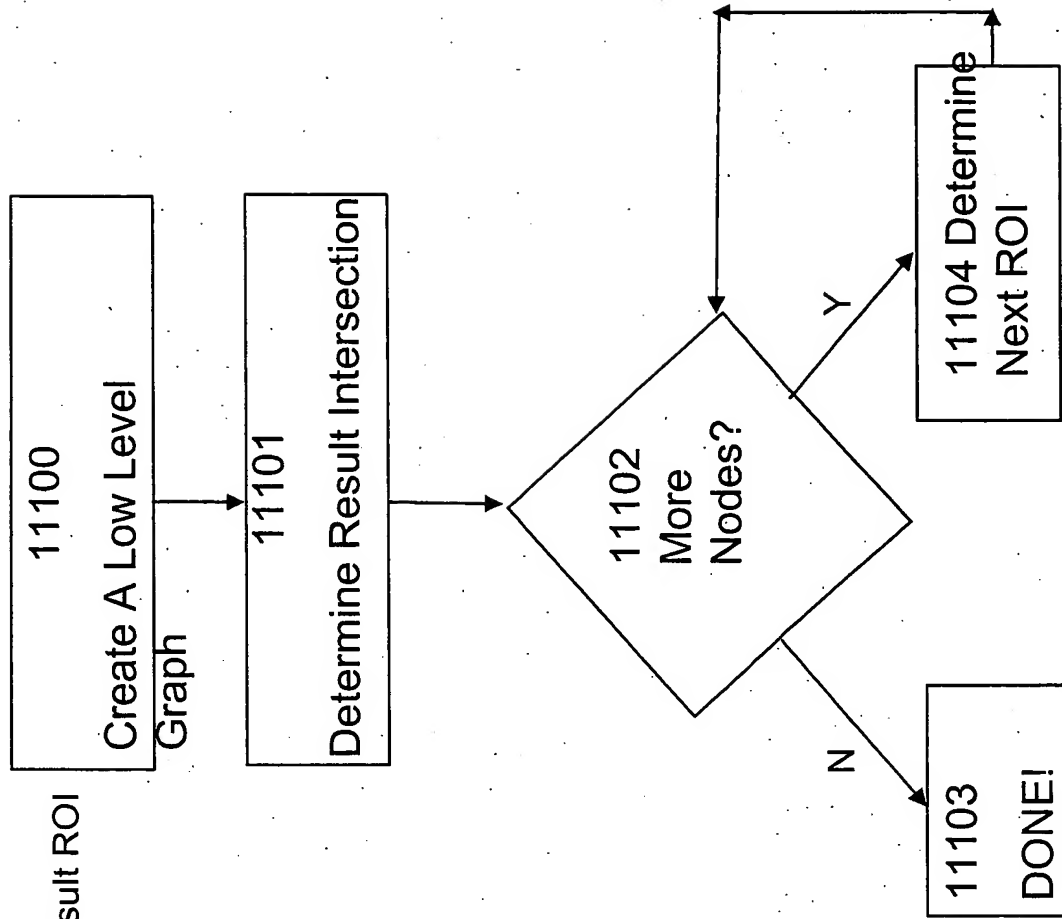 sult ROI
11100
Create A Low Level
Graph
11101
Determine Result Intersection
11102
More
Nodes?
Y
N
11104 Determine
Next ROI
11103
DONE!